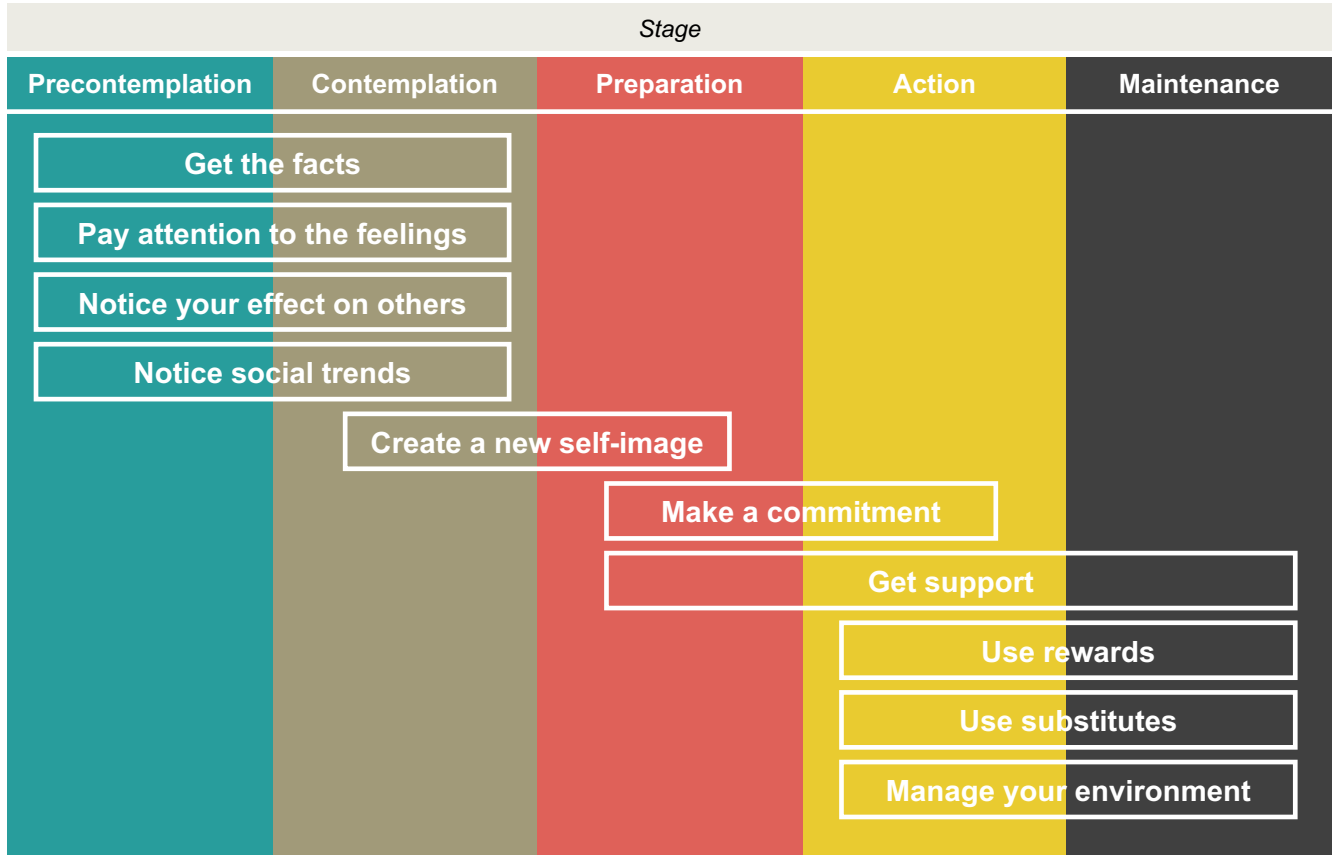 Stage
Precontemplation Contemplation Preparation Action Maintenance
Get the facts
Pay attention to the feelings
Notice your effect on others
Notice social trends
Create a new self-image
Make a commitment
Get support
Use rewards
Use substitutes
Manage your environment